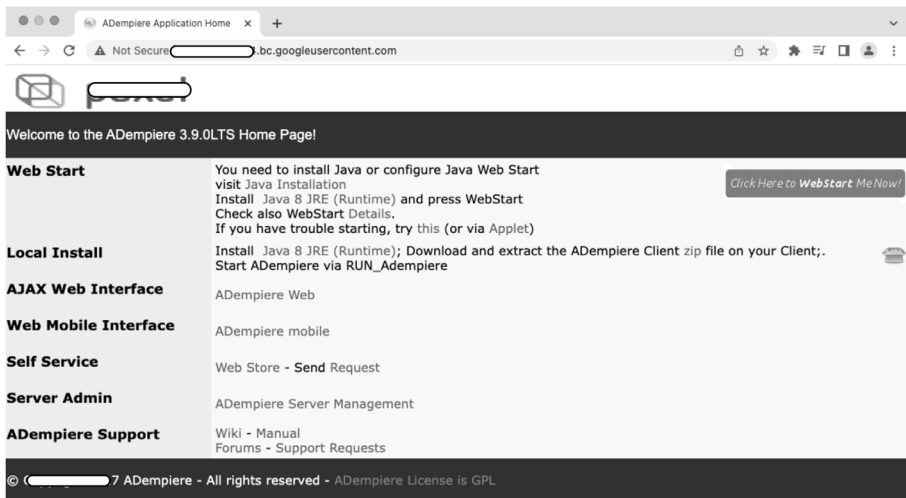 ADempiere Application Home
Not Secure
.bc.googleusercontent.com
Welcome to the ADempiere 3.9.0LTS Home Page!
Web Start
You need to install Java or configure Java Web Start
visit Java Installation
Install Java 8 JRE (Runtime) and press WebStart
Check also WebStart Details.
If you have trouble starting, try this (or via Applet)
Click Here to WebStart Me Now!
Local Install
Install Java 8 JRE (Runtime); Download and extract the ADempiere Client zip file on your Client;.
Start ADempiere via RUN_Adempiere
AJAX Web Interface
ADempiere Web
Web Mobile Interface
ADempiere mobile
Self Service
Web Store - Send Request
Server Admin
ADempiere Server Management
ADempiere Support
Wiki - Manual
Forums - Support Requests
© 7 ADempiere - All rights reserved - ADempiere License is GPL